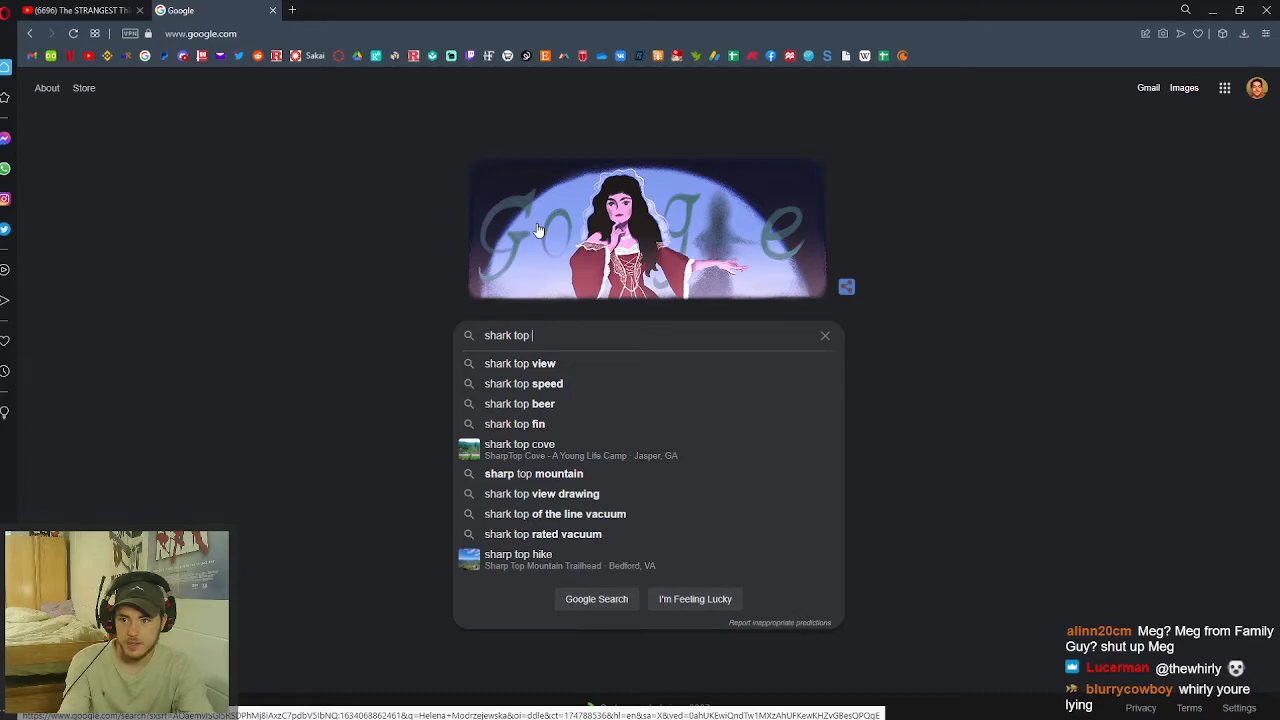 (6696) The STRANGEST Th
Google
VPN
www.google.com
Sakai
About
Store
Gmail
Images
Google
shark top
shark top view
shark top speed
shark top beer
shark top fin
shark top cove
SharpTop Cove - A Young Life Camp · Jasper, GA
sharp top mountain
shark top view drawing
shark top of the line vacuum
shark top rated vacuum
sharp top hike
Sharp Top Mountain Trailhead · Bedford, VA
Google Search
I'm Feeling Lucky
Report inappropriate predictions
alinn20cm Meg? Meg from Family
Guy? shut up Meg
Lucerman @thewhirly
blurrycowboy whirly youre
lying
Privacy
Terms
Settings